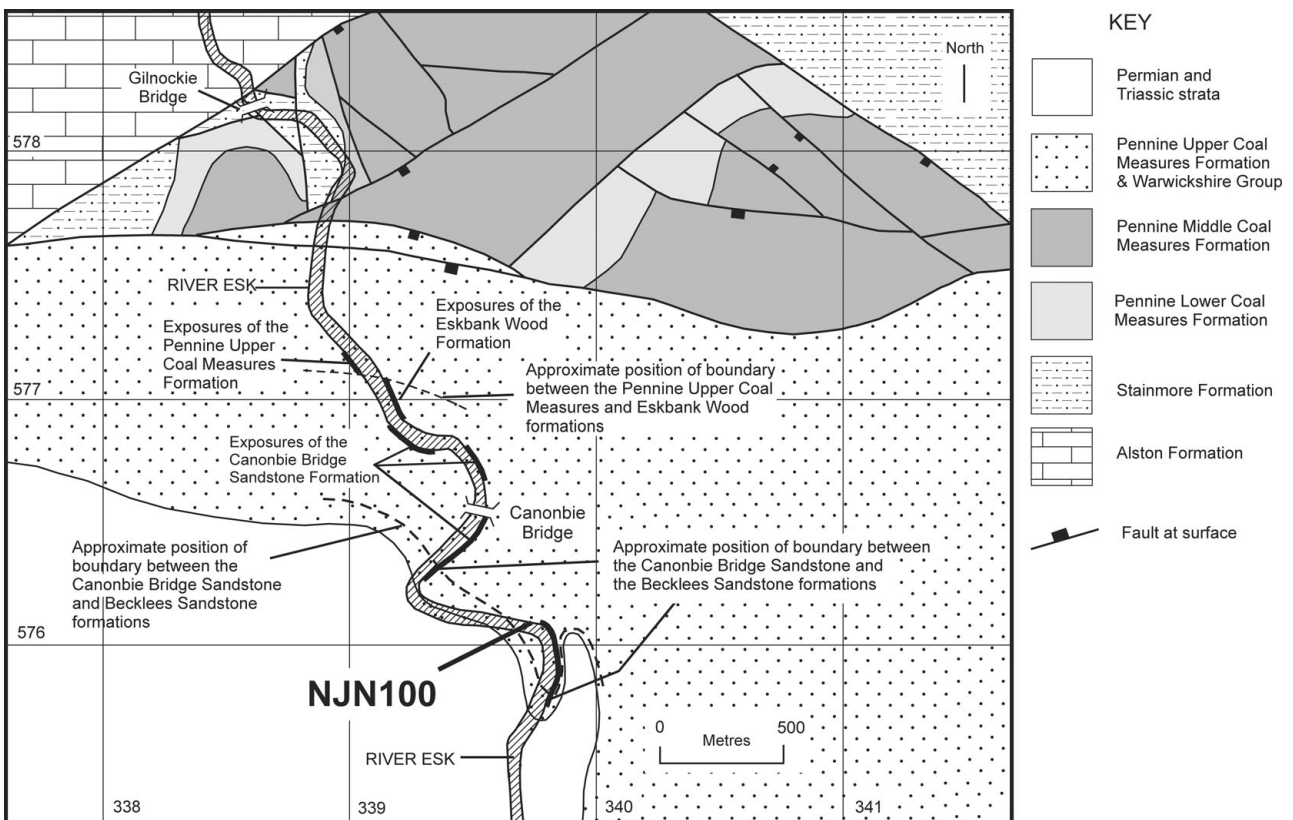 Gilnockie
Bridge
North
578
RIVER ESK
Exposures of the
Eskbank Wood
Formation
Exposures of the
Pennine Upper
Coal Measures
Formation
Approximate position of boundary
between the Pennine Upper Coal
Measures and Eskbank Wood
formations
577
Exposures of the
Canonbie Bridge
Sandstone Formation
Canonbie
Bridge
Approximate position of
boundary between the
Canonbie Bridge Sandstone
and Becklees Sandstone
formations
Approximate position of boundary between
the Canonbie Bridge Sandstone and
the Becklees Sandstone formations
576
NJN100
0 500
Metres
RIVER ESK
338 339 340 341
KEY
Permian and
Triassic strata
Pennine Upper Coal
Measures Formation
& Warwickshire Group
Pennine Middle Coal
Measures Formation
Pennine Lower Coal
Measures Formation
Stainmore Formation
Alston Formation
Fault at surface